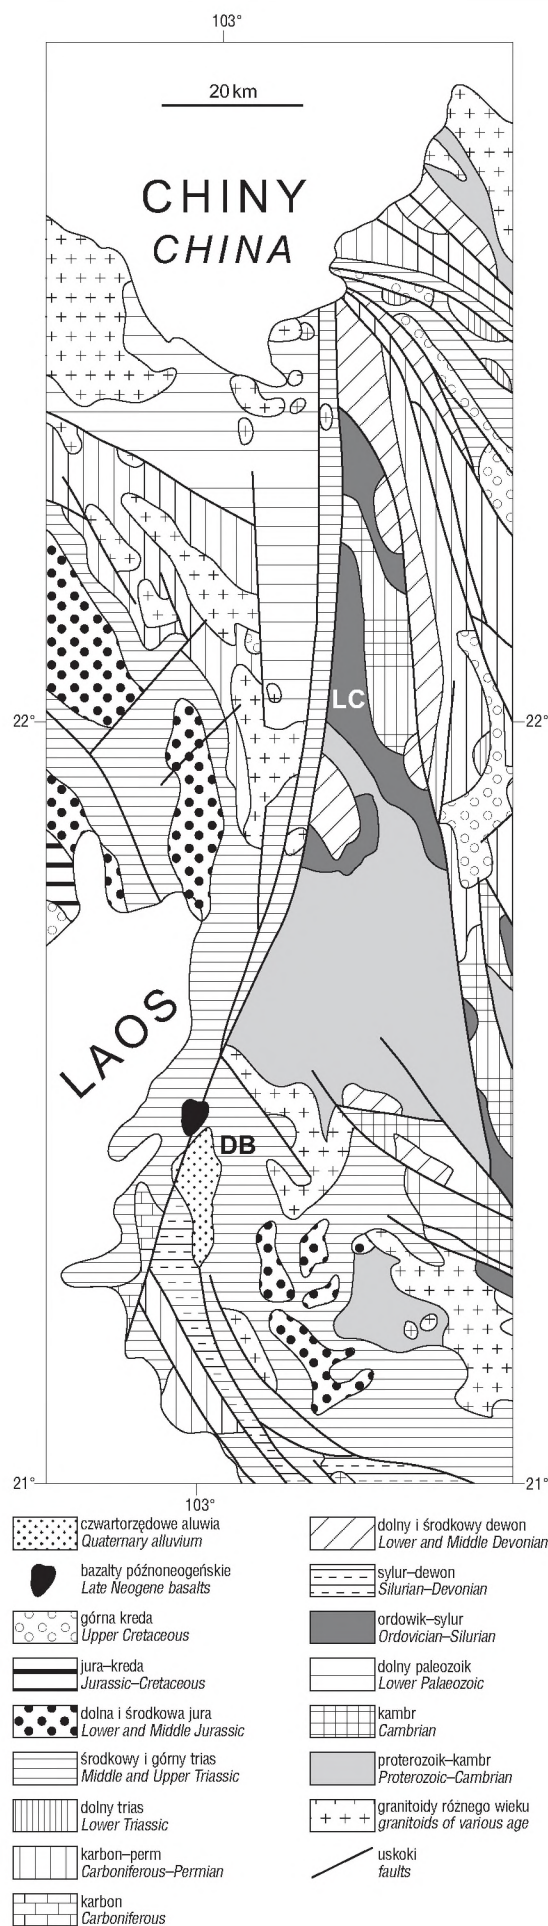 103°
20 km
CHINY
CHINA
LC
22°
22°
LAOS
DB
21°
21°
103°
czwartorzędowe aluwia
Quaternary alluvium
bazalty późnoneogeńskie
Late Neogene basalts
górna kreda
Upper Cretaceous
jura–kreda
Jurassic–Cretaceous
dolna i środkowa jura
Lower and Middle Jurassic
środkowy i górny trias
Middle and Upper Triassic
dolny trias
Lower Triassic
karbon–perm
Carboniferous–Permian
karbon
Carboniferous
dolny i środkowy dewon
Lower and Middle Devonian
sylur–dewon
Silurian–Devonian
ordowik–sylur
Ordovician–Silurian
dolny paleozoik
Lower Palaeozoic
kambr
Cambrian
proterozoik–kambr
Proterozoic–Cambrian
granitoidy różnego wieku
granitoids of various age
uskoki
faults